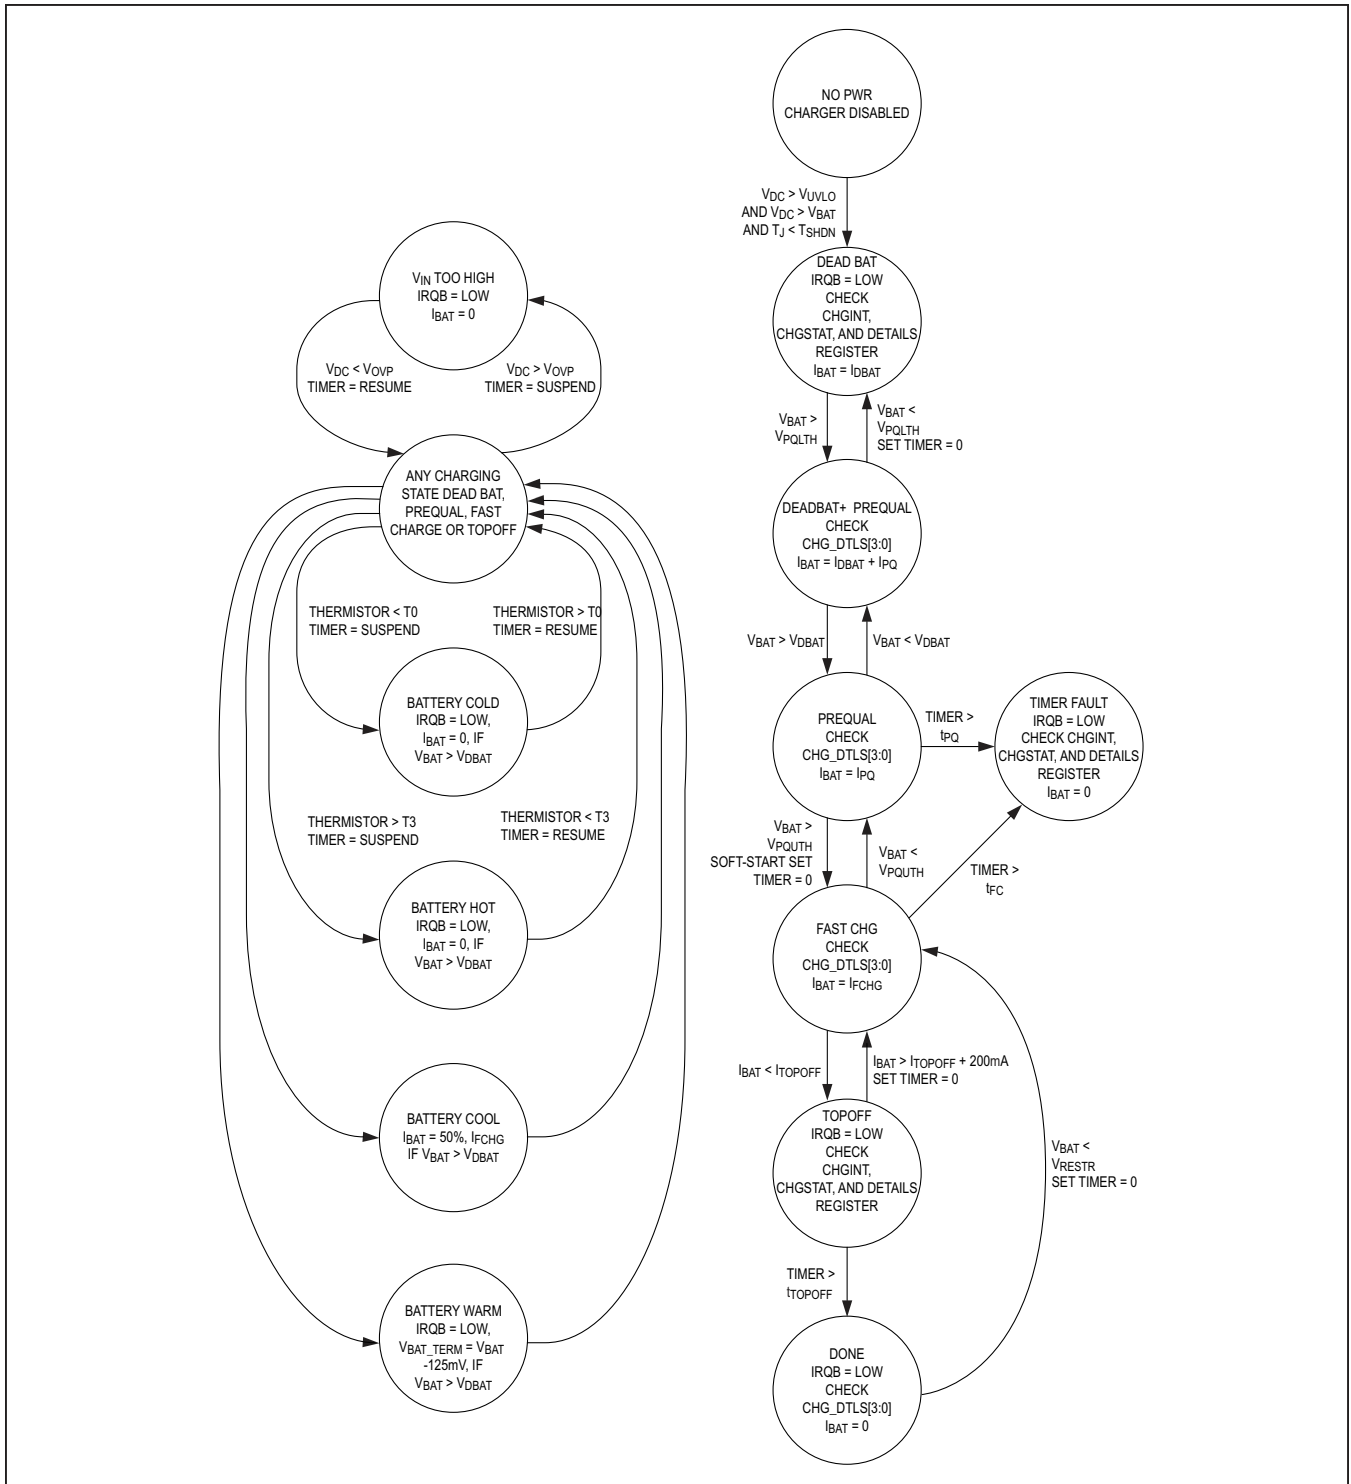 NO PWR
CHARGER DISABLED
VDC > VUVLO
AND VDC > VBAT
AND TJ < TSHDN
DEAD BAT
IRQB = LOW
CHECK
CHGINT,
CHGSTAT, AND DETAILS
REGISTER
IBAT = IDBAT
VBAT >
VPQLTH
VBAT <
VPQLTH
SET TIMER = 0
DEADBAT+ PREQUAL
CHECK
CHG_DTLS[3:0]
IBAT = IDBAT + IPQ
VBAT > VDBAT
VBAT < VDBAT
PREQUAL
CHECK
CHG_DTLS[3:0]
IBAT = IPQ
TIMER >
tPQ
TIMER FAULT
IRQB = LOW
CHECK CHGINT,
CHGSTAT, AND DETAILS
REGISTER
IBAT = 0
VBAT >
VPQUTH
SOFT-START SET
TIMER = 0
VBAT <
VPQUTH
TIMER >
tFC
FAST CHG
CHECK
CHG_DTLS[3:0]
IBAT = IFCHG
IBAT < ITOPOFF
IBAT > ITOPOFF + 200mA
SET TIMER = 0
TOPOFF
IRQB = LOW
CHECK
CHGINT,
CHGSTAT, AND DETAILS
REGISTER
VBAT <
VRESTR
SET TIMER = 0
TIMER >
tTOPOFF
DONE
IRQB = LOW
CHECK
CHG_DTLS[3:0]
IBAT = 0
VIN TOO HIGH
IRQB = LOW
IBAT = 0
VDC < VOVP
TIMER = RESUME
VDC > VOVP
TIMER = SUSPEND
ANY CHARGING
STATE DEAD BAT,
PREQUAL, FAST
CHARGE OR TOPOFF
THERMISTOR < T0
TIMER = SUSPEND
THERMISTOR > T0
TIMER = RESUME
BATTERY COLD
IRQB = LOW,
IBAT = 0, IF
VBAT > VDBAT
THERMISTOR > T3
TIMER = SUSPEND
THERMISTOR < T3
TIMER = RESUME
BATTERY HOT
IRQB = LOW,
IBAT = 0, IF
VBAT > VDBAT
BATTERY COOL
IBAT = 50%, IFCHG
IF VBAT > VDBAT
BATTERY WARM
IRQB = LOW,
VBAT_TERM = VBAT
-125mV, IF
VBAT > VDBAT